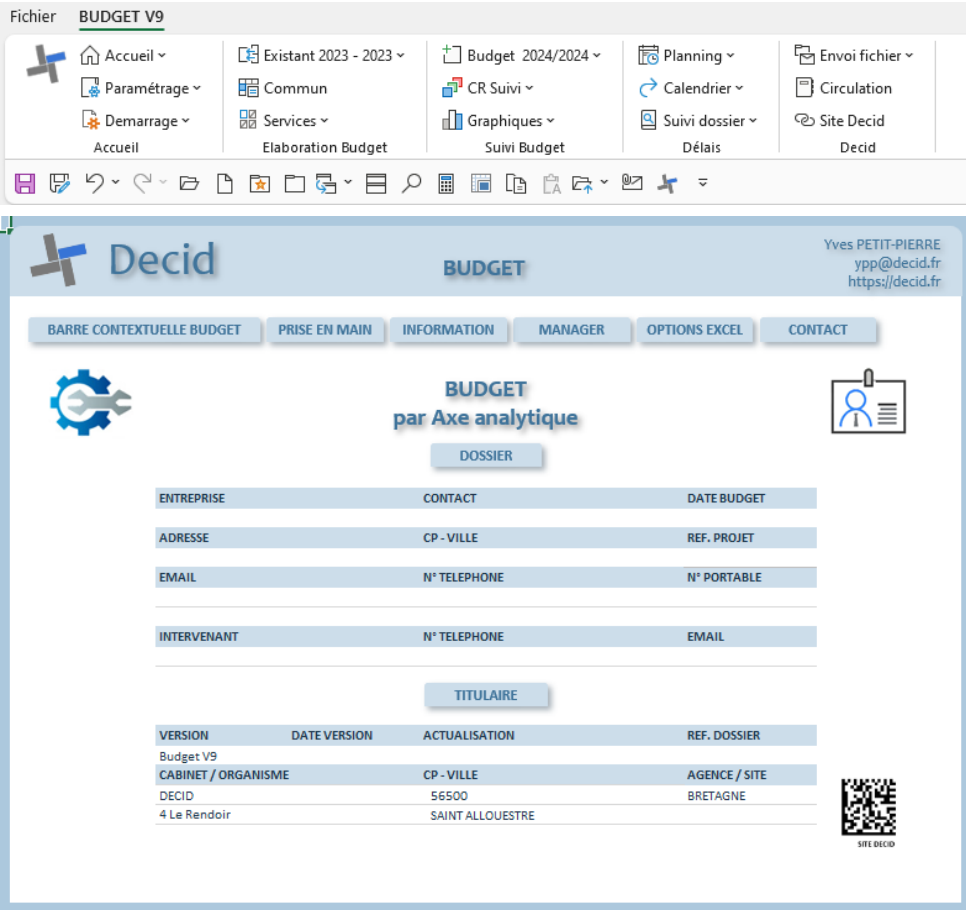 Fichier BUDGET V9
Accueil Existant 2023 - 2023 Budget 2024/2024 Planning Envoi fichier
Paramétrage Commun CR Suivi Calendrier Circulation
Demarrage Services Graphiques Suivi dossier Site Decid
Accueil Elaboration Budget Suivi Budget Délais Decid
Decid
BUDGET
Yves PETIT-PIERRE
ypp@decid.fr
https://decid.fr
BARRE CONTEXTUELLE BUDGET PRISE EN MAIN INFORMATION MANAGER OPTIONS EXCEL CONTACT
BUDGET
par Axe analytique
DOSSIER
ENTREPRISE CONTACT DATE BUDGET
ADRESSE CP - VILLE REF. PROJET
EMAIL N° TELEPHONE N° PORTABLE
INTERVENANT N° TELEPHONE EMAIL
TITULAIRE
VERSION DATE VERSION ACTUALISATION REF. DOSSIER
Budget V9
CABINET / ORGANISME CP - VILLE AGENCE / SITE
DECID 56500 BRETAGNE
4 Le Rendoir SAINT ALLOUESTRE
SITE DECID